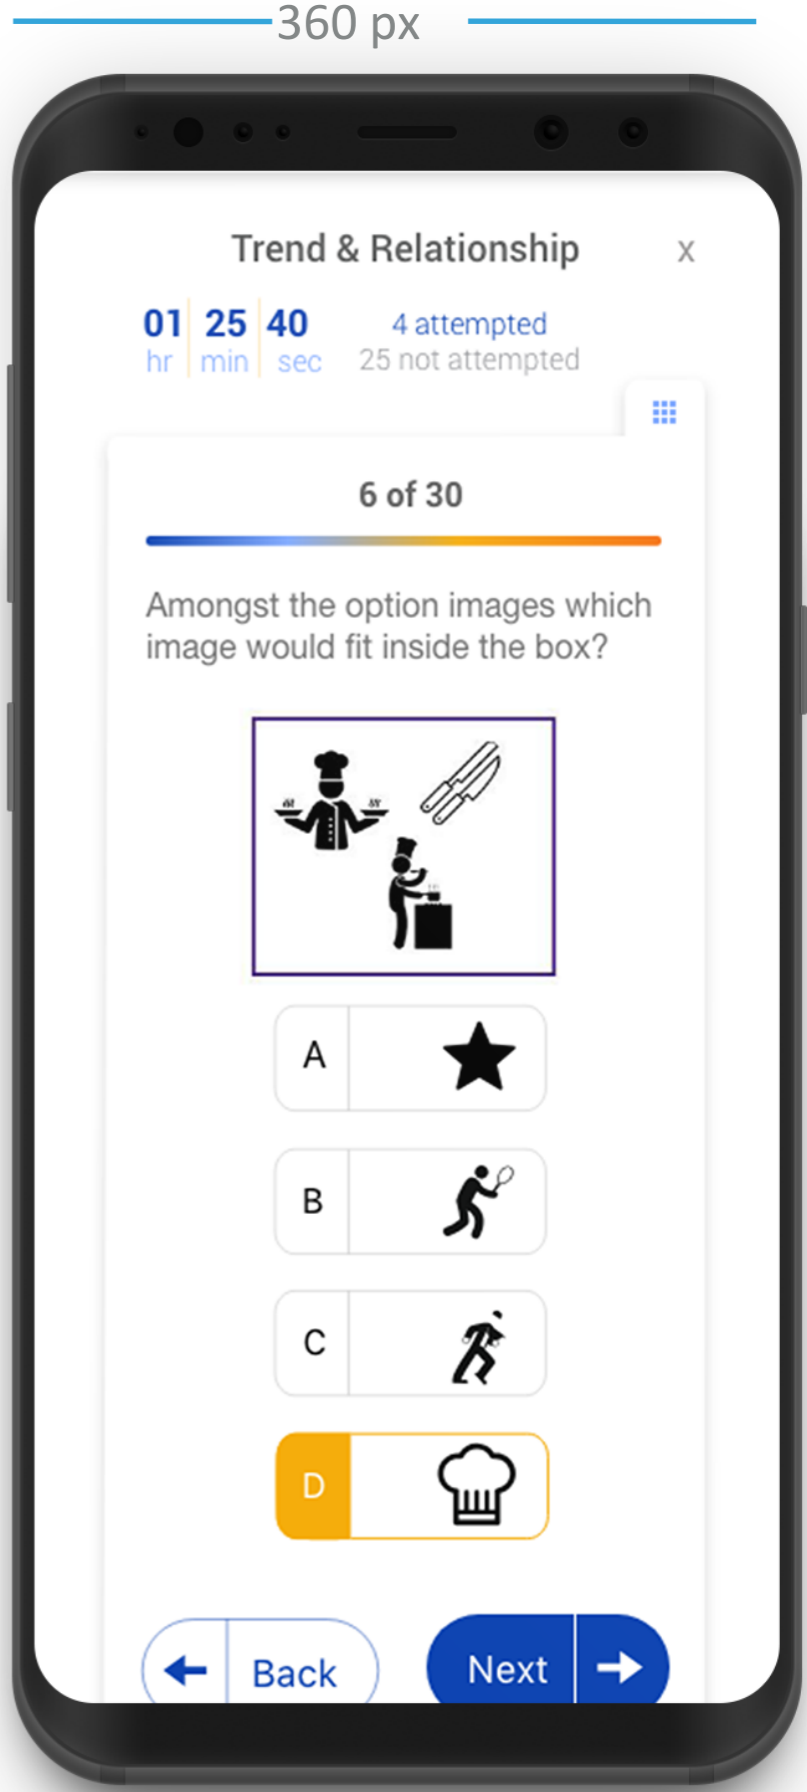 360 px
Trend & Relationship x
01 25 40
hr min sec
4 attempted
25 not attempted
6 of 30
Amongst the option images which
image would fit inside the box?
A
B
C
D
Back
Next